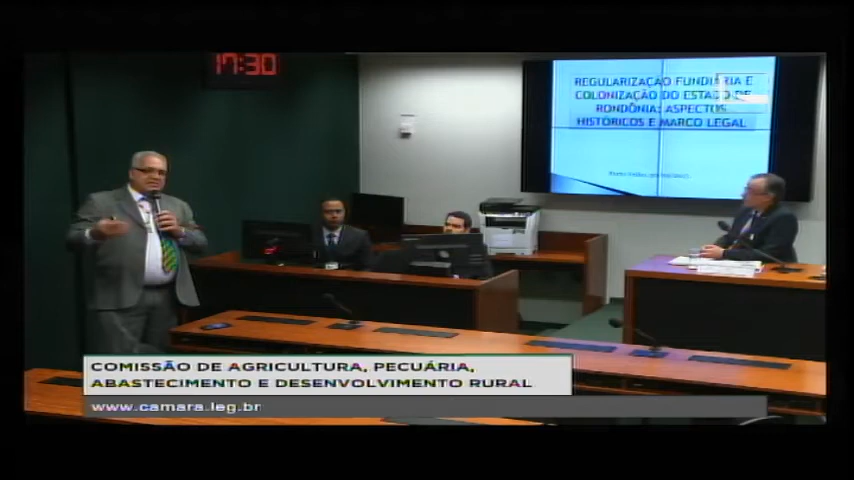 17:30
REGULARIZAÇÃO FUNDIÁRIA E
COLONIZAÇÃO DO ESTADO DE
RONDÔNIA: ASPECTOS
HISTÓRICOS E MARCO LEGAL
COMISSÃO DE AGRICULTURA, PECUÁRIA,
ABASTECIMENTO E DESENVOLVIMENTO RURAL
www.camara.leg.br